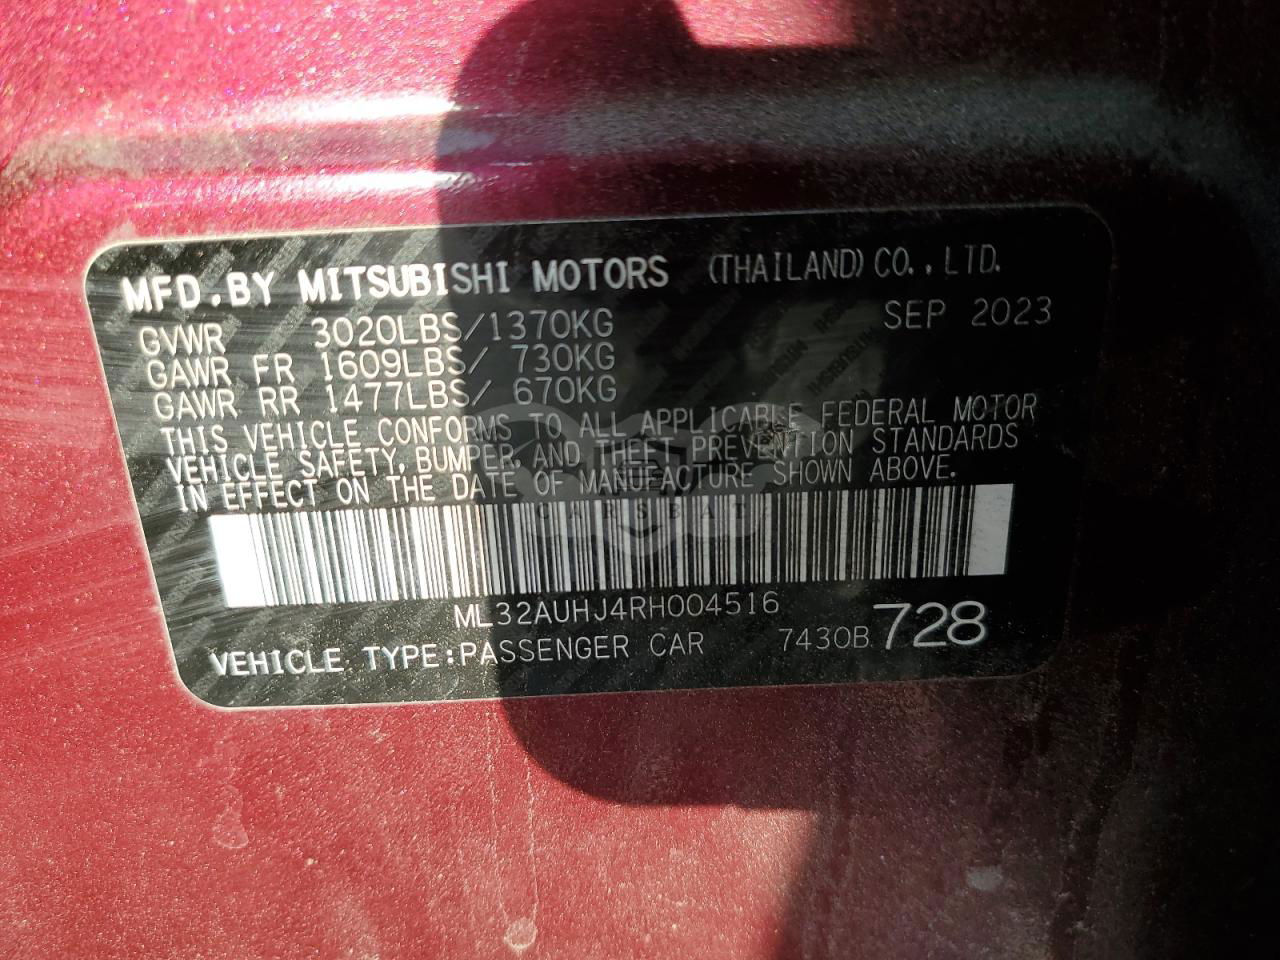 MFD.BY MITSUBISHI MOTORS (THAILAND) CO.,LTD.
GVWR 3020LBS/1370KG SEP 2023
GAWR FR 1609LBS/ 730KG
GAWR RR 1477LBS/ 670KG
THIS VEHICLE CONFORMS TO ALL APPLICABLE FEDERAL MOTOR
VEHICLE SAFETY, BUMPER, AND THEFT PREVENTION STANDARDS
IN EFFECT ON THE DATE OF MANUFACTURE SHOWN ABOVE.
CARSBAT
ML32AUHJ4RH004516
VEHICLE TYPE:PASSENGER CAR 7430B 728